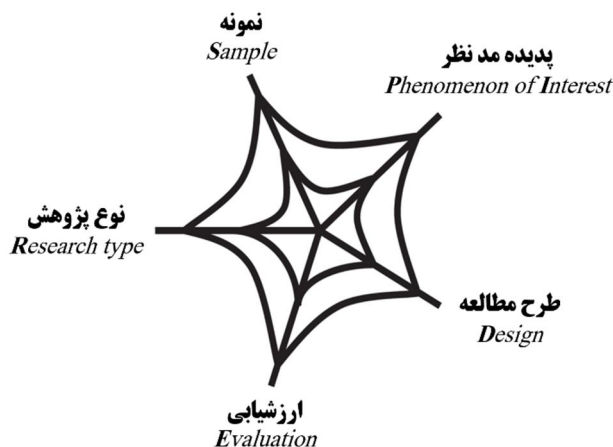 نمونه
Sample
پدیده مد نظر
Phenomenon of Interest
طرح مطالعه
Design
ارزشیابی
Evaluation
نوع پژوهش
Research type